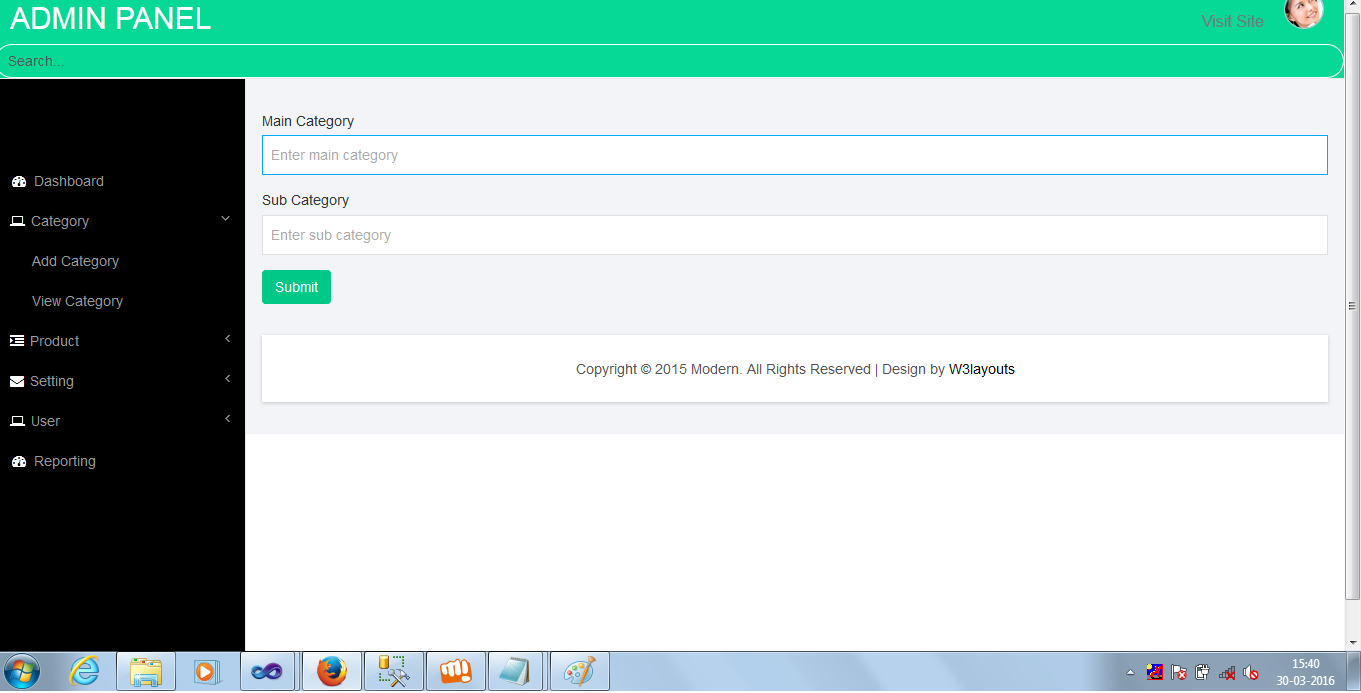 ADMIN PANEL
Visit Site
Search...
Main Category
Enter main category
Dashboard
Sub Category
Category
Enter sub category
Add Category
Submit
View Category
Product
Copyright © 2015 Modern. All Rights Reserved | Design by W3layouts
Setting
User
Reporting
15:40
30-03-2016